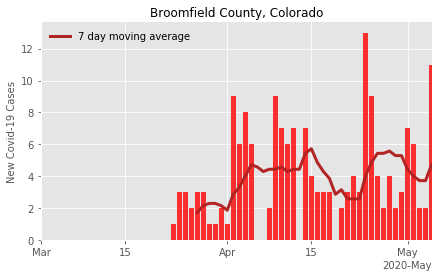 Broomfield County, Colorado
7 day moving average
New Covid-19 Cases
12
10
8
6
4
2
0
Mar
15
Apr
15
May
2020-May